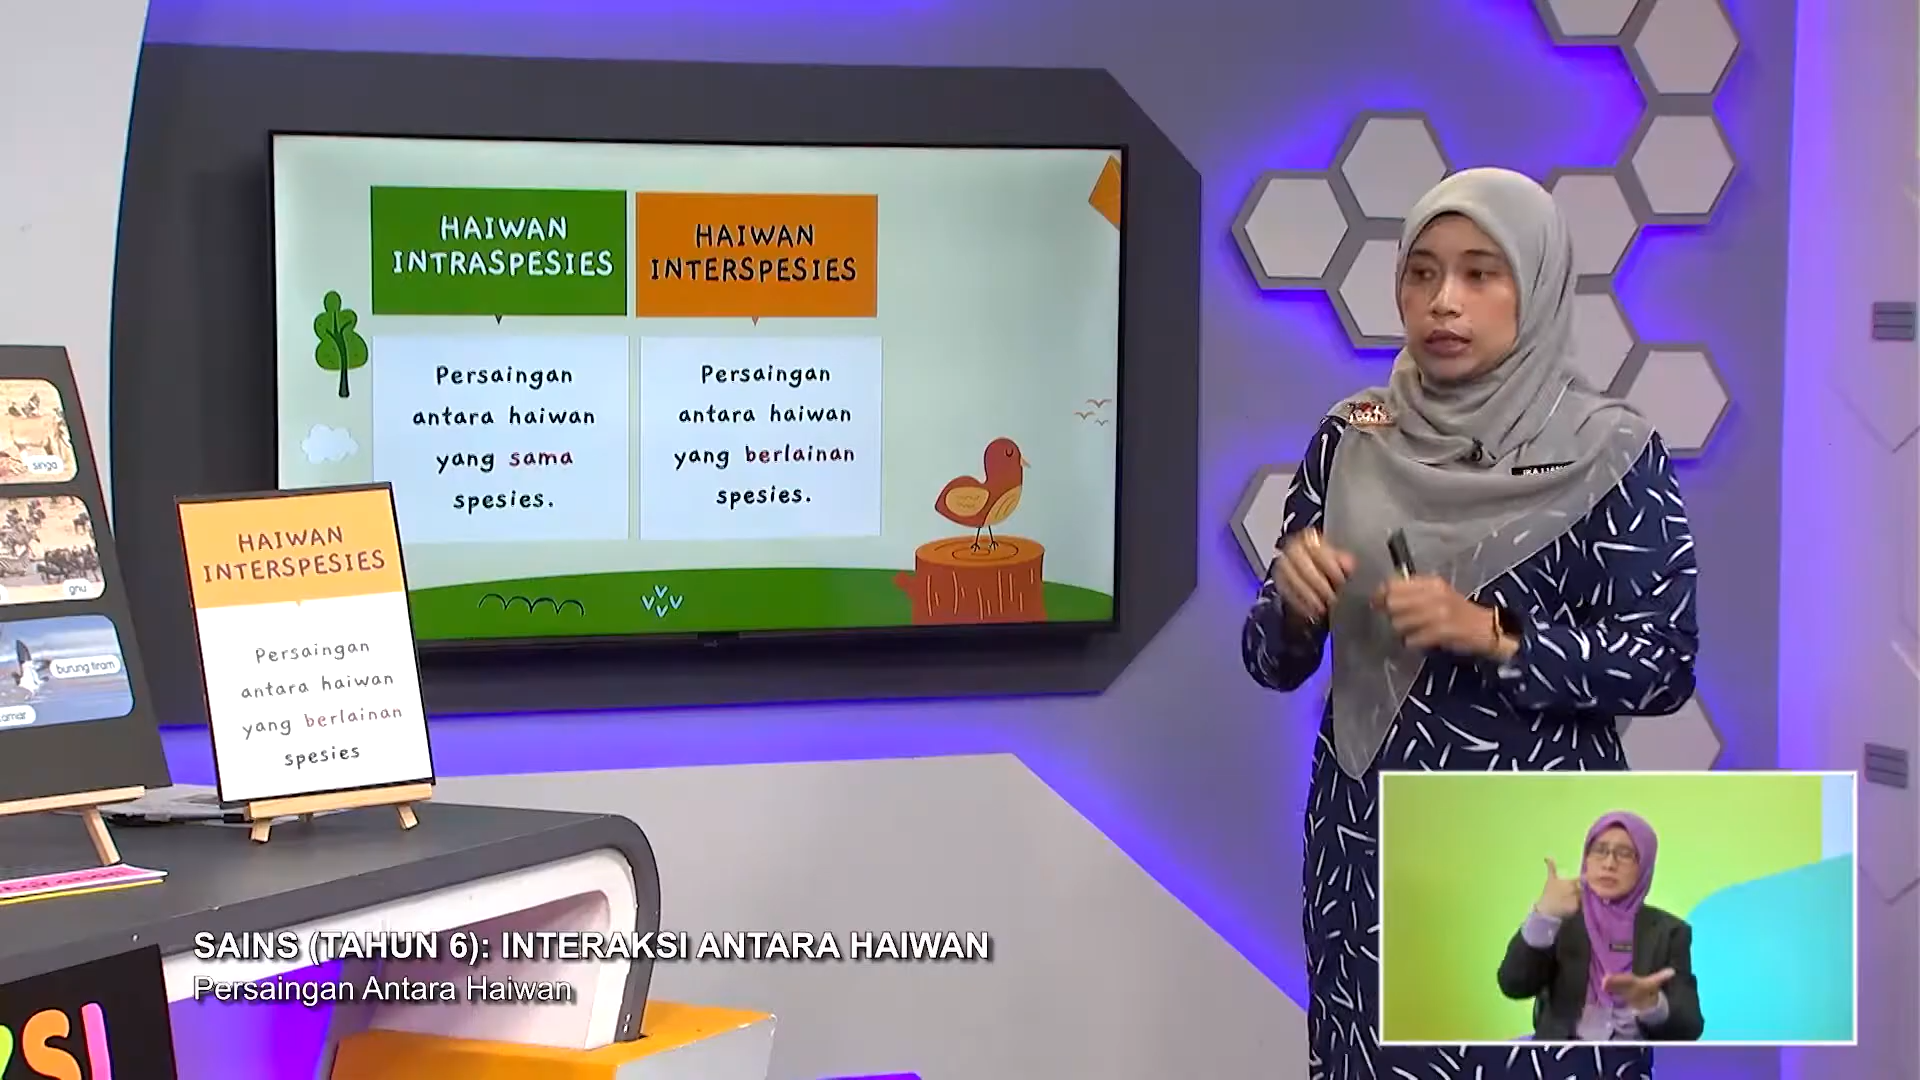 HAIWAN
INTRASPESIES
HAIWAN
INTERSPESIES
Persaingan
antara haiwan
yang sama
spesies.
Persaingan
antara haiwan
yang berlainan
spesies.
singa
gnu
burung tiram
HAIWAN
INTERSPESIES
Persaingan
antara haiwan
yang berlainan
spesies
SAINS (TAHUN 6): INTERAKSI ANTARA HAIWAN
Persaingan Antara Haiwan